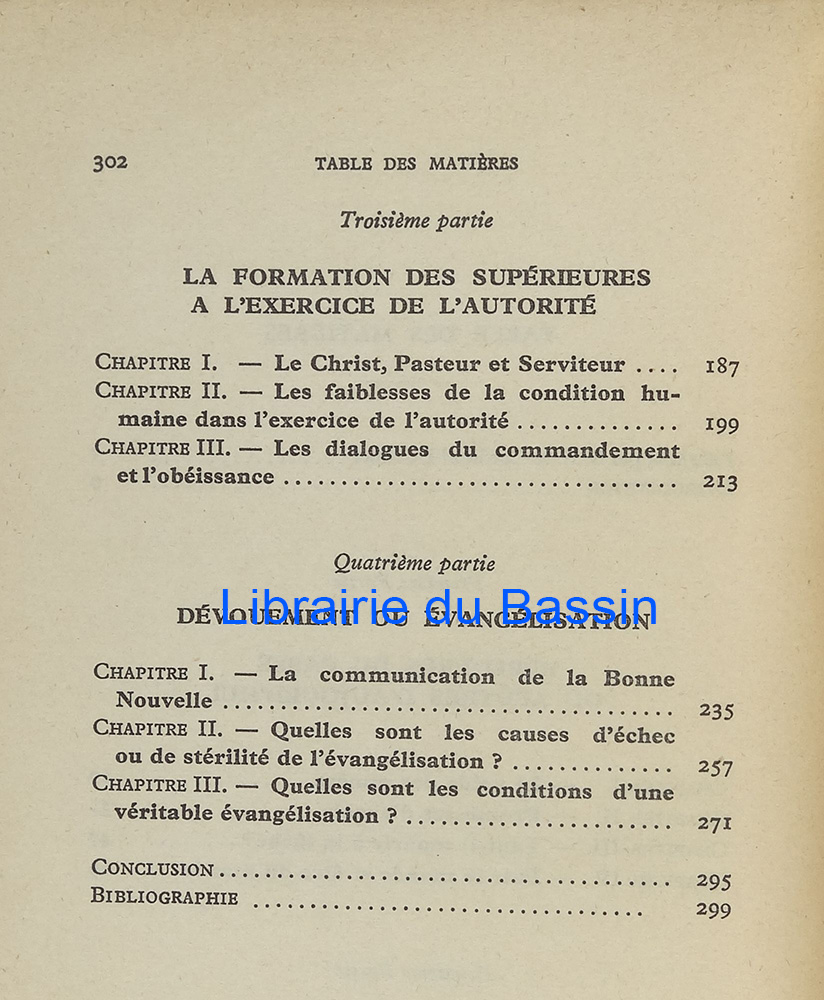 302 TABLE DES MATIÈRES
Troisième partie
LA FORMATION DES SUPÉRIEURES
A L'EXERCICE DE L'AUTORITÉ
CHAPITRE I. — Le Christ, Pasteur et Serviteur .... 187
CHAPITRE II. — Les faiblesses de la condition hu-
maine dans l'exercice de l'autorité .............. 199
CHAPITRE III. — Les dialogues du commandement
et l'obéissance .................................. 213
Quatrième partie
Librairie du Bassin
DÉVOUEMENT OU ÉVANGÉLISATION
CHAPITRE I. — La communication de la Bonne
Nouvelle ....................................... 235
CHAPITRE II. — Quelles sont les causes d'échec
ou de stérilité de l'évangélisation ? .............. 257
CHAPITRE III. — Quelles sont les conditions d'une
véritable évangélisation ? ....................... 271
CONCLUSION ....................................... 295
BIBLIOGRAPHIE .................................. 299